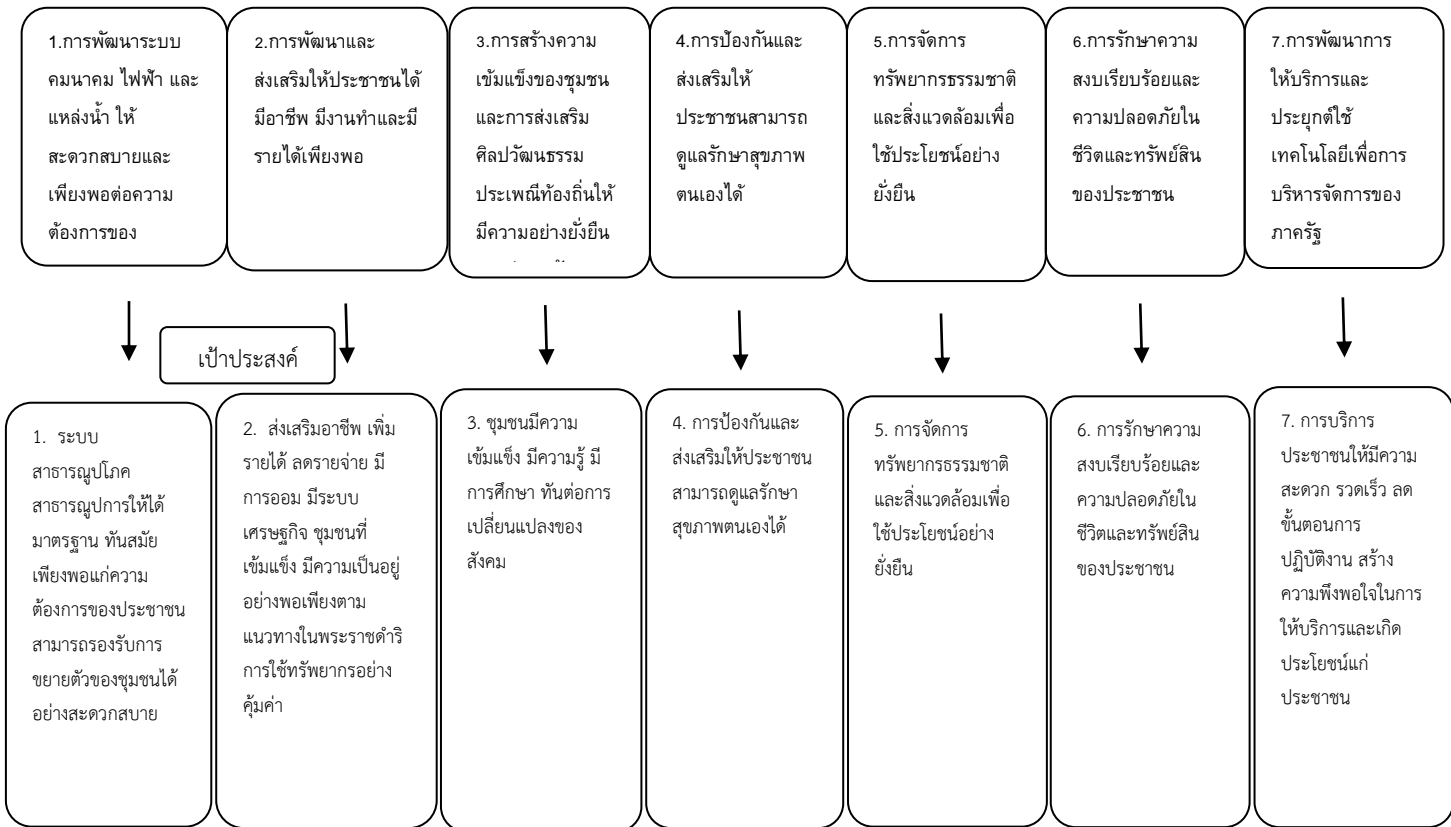 1.การพัฒนาระบบ
คมนาคม ไฟฟ้า และ
แหล่งน้ำ ให้
สะดวกสบายและ
เพียงพอต่อความ
ต้องการของ
2.การพัฒนาและ
ส่งเสริมให้ประชาชนได้
มีอาชีพ มีงานทำและมี
รายได้เพียงพอ
3.การสร้างความ
เข้มแข็งของชุมชน
และการส่งเสริม
ศิลปวัฒนธรรม
ประเพณีท้องถิ่นให้
มีความอย่างยั่งยืน
4.การป้องกันและ
ส่งเสริมให้
ประชาชนสามารถ
ดูแลรักษาสุขภาพ
ตนเองได้
5.การจัดการ
ทรัพยากรธรรมชาติ
และสิ่งแวดล้อมเพื่อ
ใช้ประโยชน์อย่าง
ยั่งยืน
6.การรักษาความ
สงบเรียบร้อยและ
ความปลอดภัยใน
ชีวิตและทรัพย์สิน
ของประชาชน
7.การพัฒนาการ
ให้บริการและ
ประยุกต์ใช้
เทคโนโลยีเพื่อการ
บริหารจัดการของ
ภาครัฐ
เป้าประสงค์
1. ระบบ
สาธารณูปโภค
สาธารณูปการให้ได้
มาตรฐาน ทันสมัย
เพียงพอแก่ความ
ต้องการของประชาชน
สามารถรองรับการ
ขยายตัวของชุมชนได้
อย่างสะดวกสบาย
2. ส่งเสริมอาชีพ เพิ่ม
รายได้ ลดรายจ่าย มี
การออม มีระบบ
เศรษฐกิจ ชุมชนที่
เข้มแข็ง มีความเป็นอยู่
อย่างพอเพียงตาม
แนวทางในพระราชดำริ
การใช้ทรัพยากรอย่าง
คุ้มค่า
3. ชุมชนมีความ
เข้มแข็ง มีความรู้ มี
การศึกษา ทันต่อการ
เปลี่ยนแปลงของ
สังคม
4. การป้องกันและ
ส่งเสริมให้ประชาชน
สามารถดูแลรักษา
สุขภาพตนเองได้
5. การจัดการ
ทรัพยากรธรรมชาติ
และสิ่งแวดล้อมเพื่อ
ใช้ประโยชน์อย่าง
ยั่งยืน
6. การรักษาความ
สงบเรียบร้อยและ
ความปลอดภัยใน
ชีวิตและทรัพย์สิน
ของประชาชน
7. การบริการ
ประชาชนให้มีความ
สะดวก รวดเร็ว ลด
ขั้นตอนการ
ปฏิบัติงาน สร้าง
ความพึงพอใจในการ
ให้บริการและเกิด
ประโยชน์แก่
ประชาชน